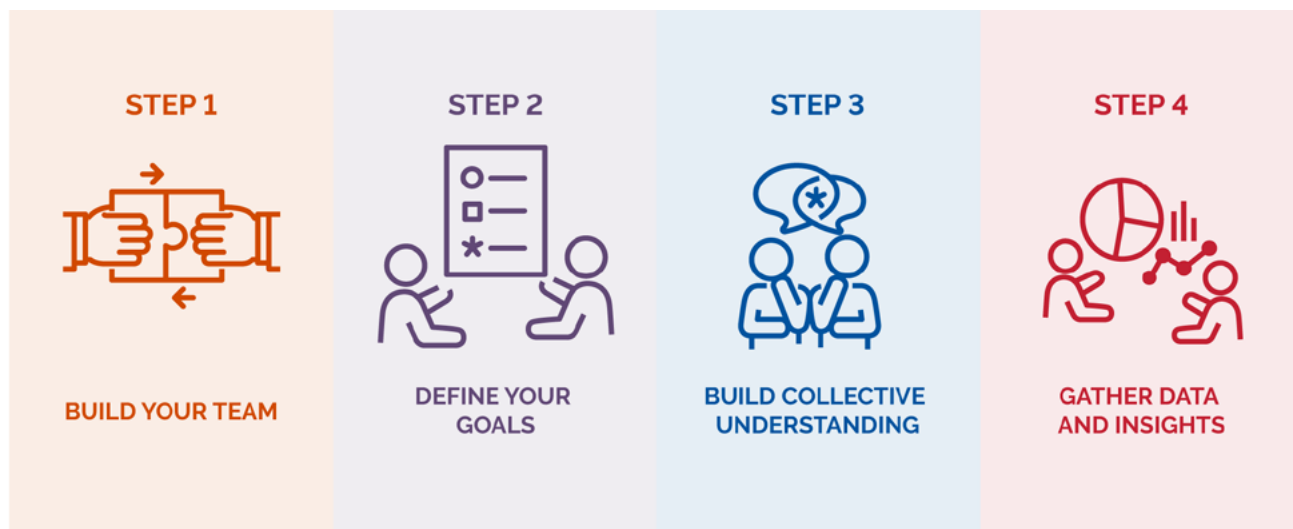 STEP 1
BUILD YOUR TEAM
STEP 2
DEFINE YOUR
GOALS
STEP 3
BUILD COLLECTIVE
UNDERSTANDING
STEP 4
GATHER DATA
AND INSIGHTS